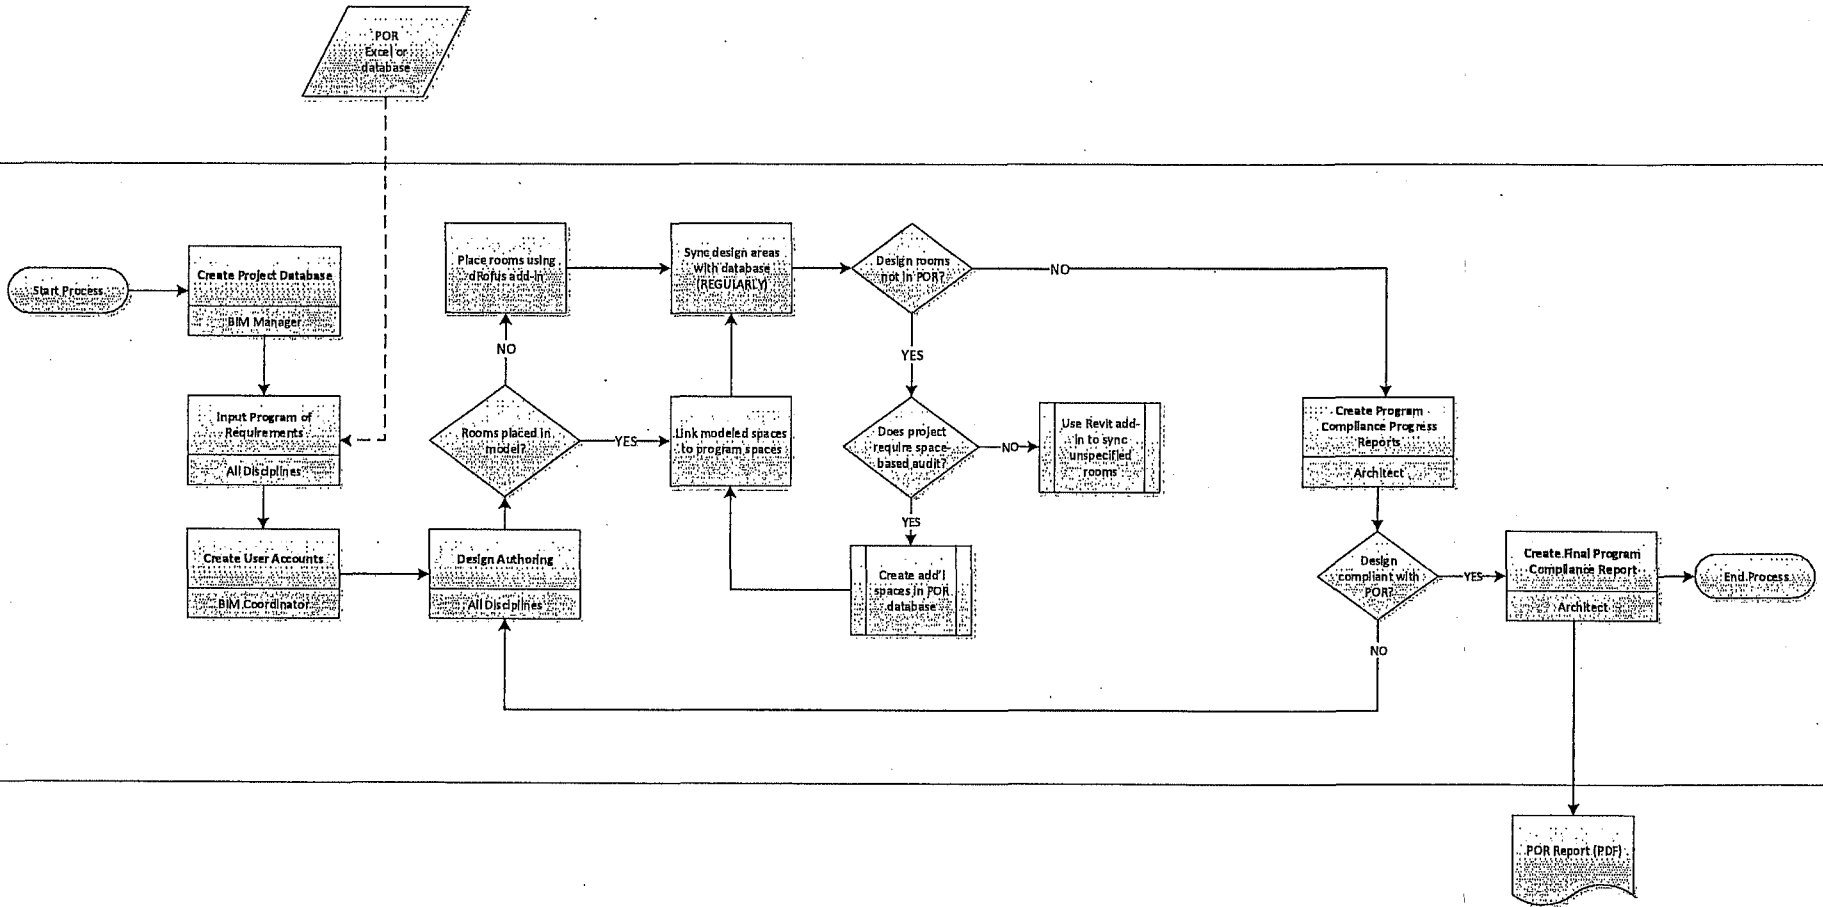 POR
Excel or
database
Start Process
Create Project Database
BIM Manager
Input Program of
Requirements
All Disciplines
Create User Accounts
BIM Coordinator
Place rooms using
dRofus add-in
NO
Rooms placed in
model?
YES
Design Authoring
All Disciplines
Sync design areas
with database
(REGULARLY)
Link modeled spaces
to program spaces
Design rooms
not in POR?
NO
YES
Does project
require space-
based audit?
NO
Use Revit add-
in to sync
unspecified
rooms
YES
Create add'l
spaces in POR
database
Create Program
Compliance Progress
Reports
Architect
Design
compliant with
POR?
YES
NO
Create Final Program
Compliance Report
Architect
End Process
POR Report (PDF)